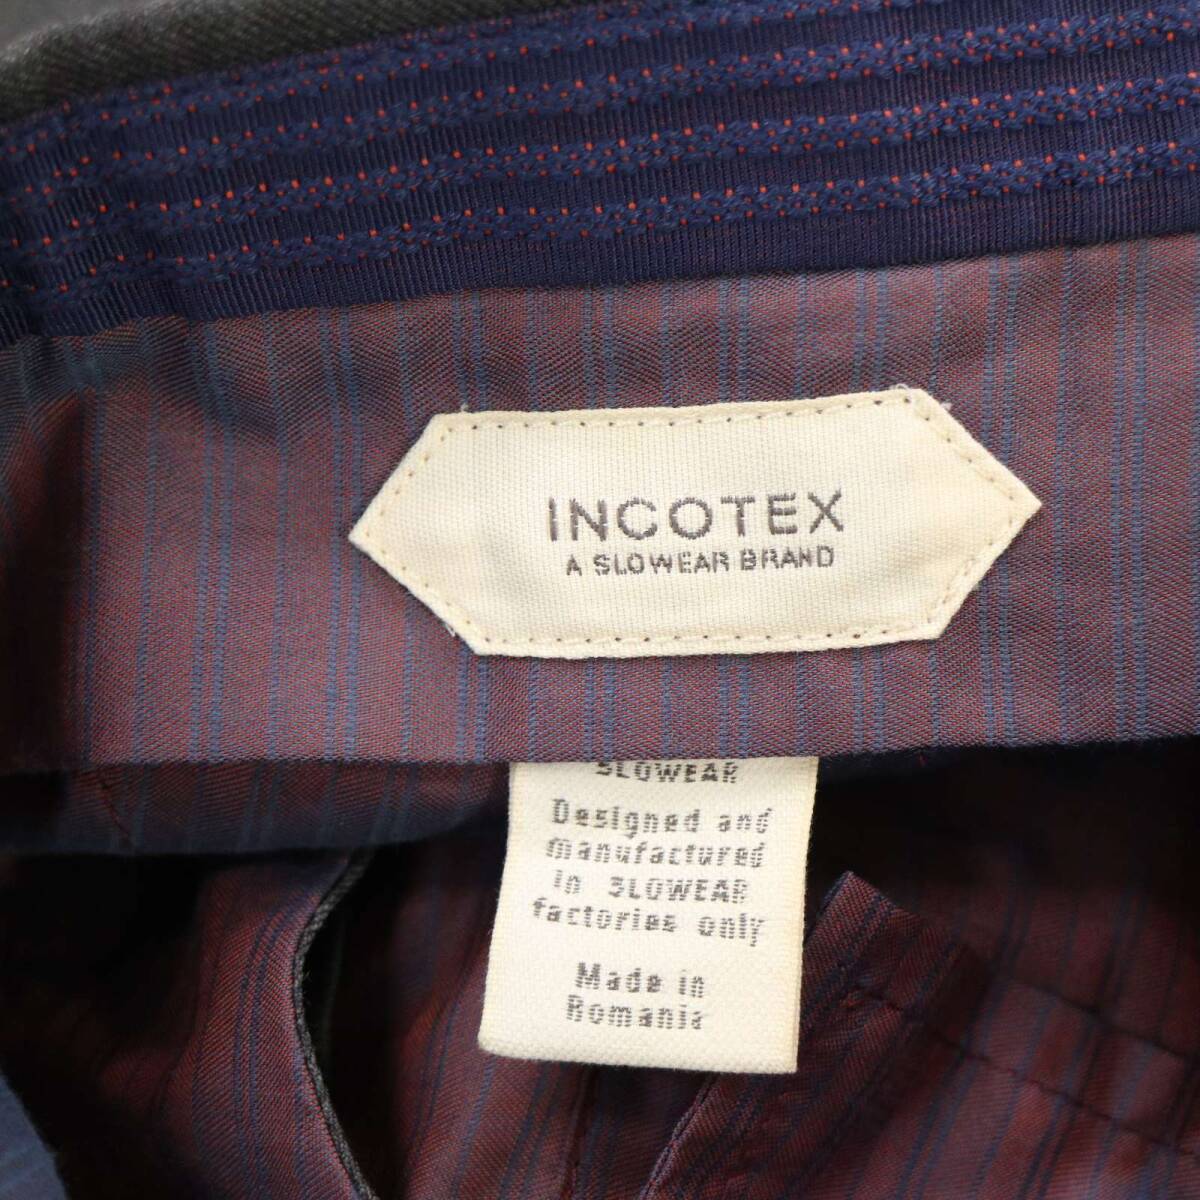 INCOTEX
A SLOWEAR BRAND
SLOWEAR
Designed and
manufactured
in SLOWEAR
factories only
Made in
Romania